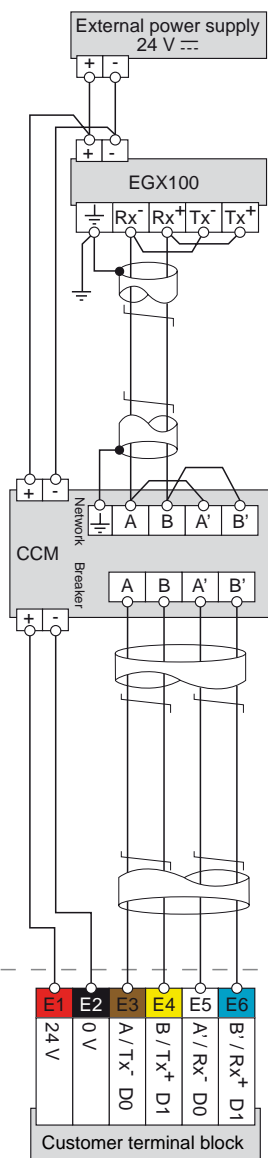 External power supply
24 V ⎓
+ -
+ -
EGX100
Rx- Rx+ Tx- Tx+
+ -
Network
A B A' B'
CCM
Breaker
A B A' B'
+ -
E1 E2 E3 E4 E5 E6
24 V
0 V
A / Tx- D0
B / Tx+ D1
A' / Rx- D0
B' / Rx+ D1
Customer terminal block